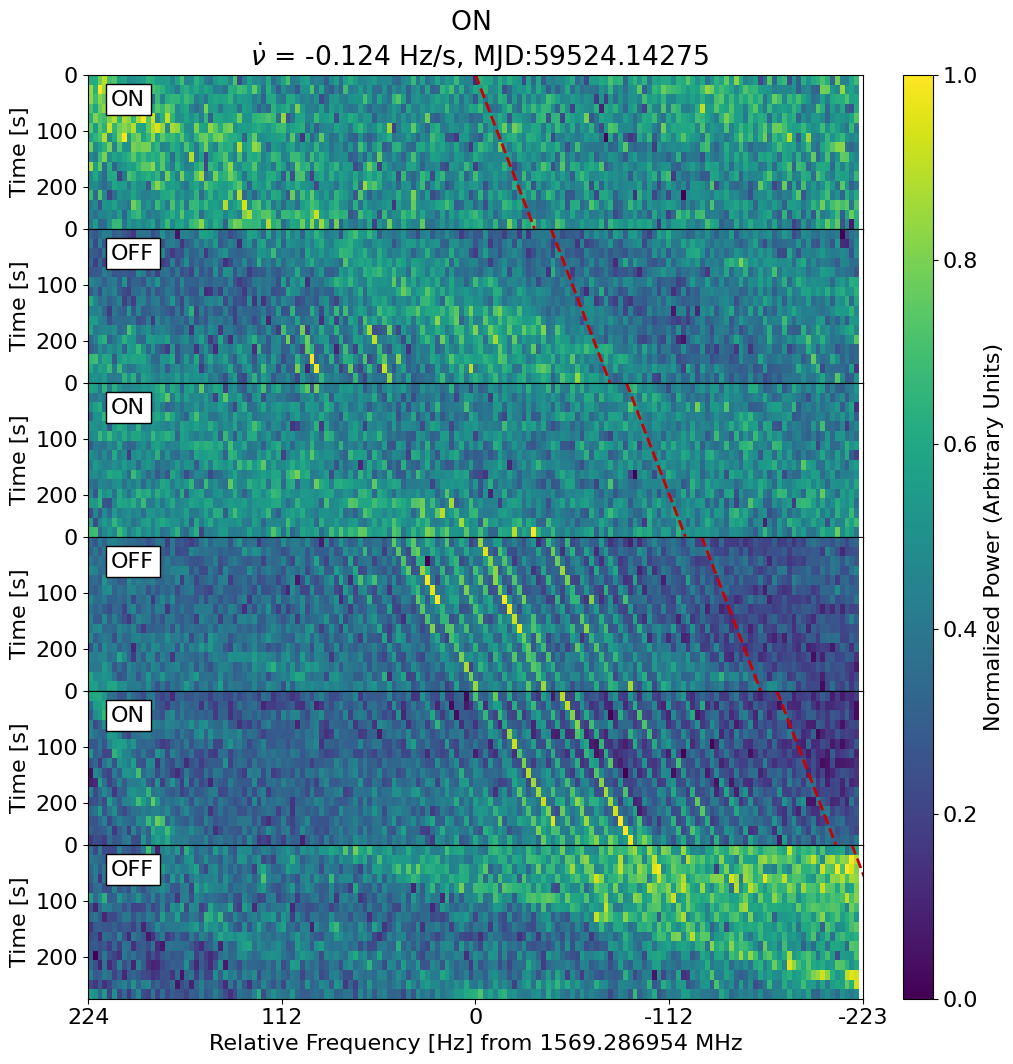 ON
ν̇ = -0.124 Hz/s, MJD:59524.14275
0
ON
100
200
Time [s]
0
OFF
100
200
Time [s]
0
ON
100
200
Time [s]
0
OFF
100
200
Time [s]
0
ON
100
200
Time [s]
0
OFF
100
200
Time [s]
224 112 0 -112 -223
Relative Frequency [Hz] from 1569.286954 MHz
1.0
0.8
0.6
0.4
0.2
0.0
Normalized Power (Arbitrary Units)